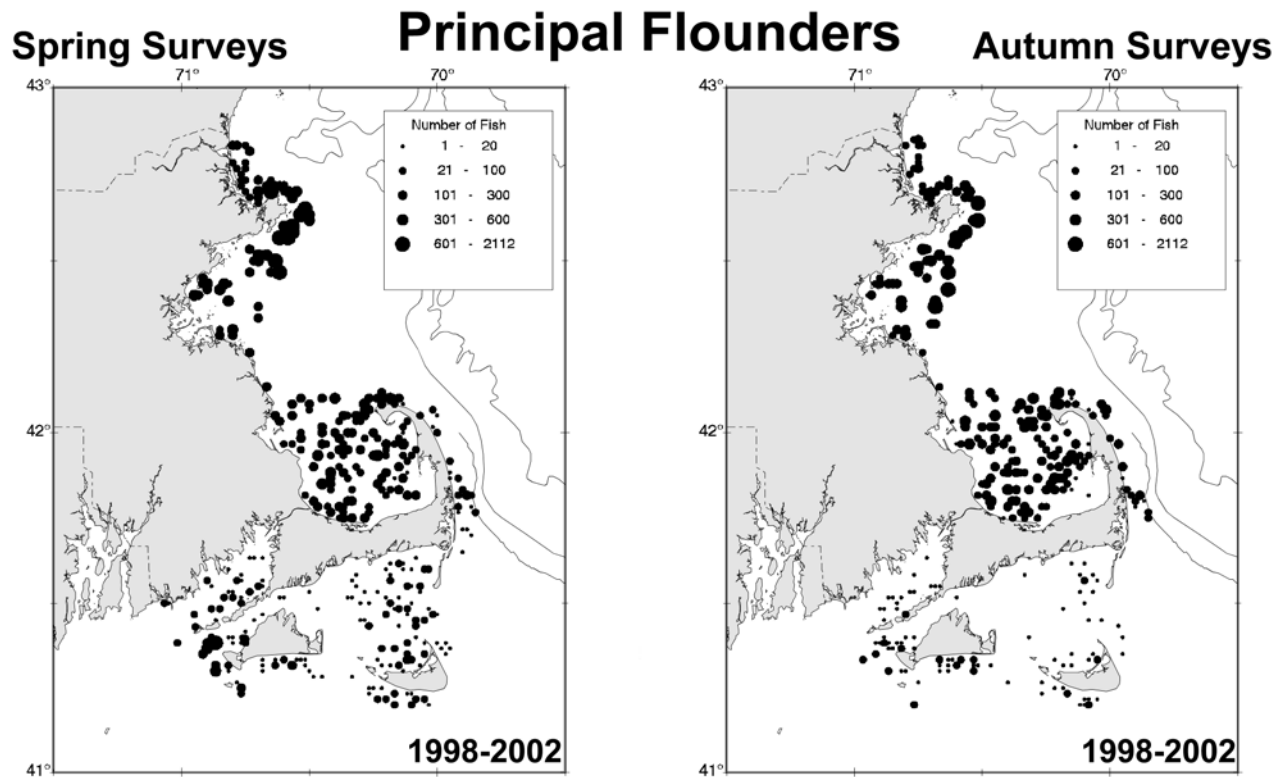 Principal Flounders
Spring Surveys
71°
70°
43°
Number of Fish
1 - 20
21 - 100
101 - 300
301 - 600
601 - 2112
42°
41°
1998-2002
Autumn Surveys
71°
70°
43°
Number of Fish
1 - 20
21 - 100
101 - 300
301 - 600
601 - 2112
42°
41°
1998-2002